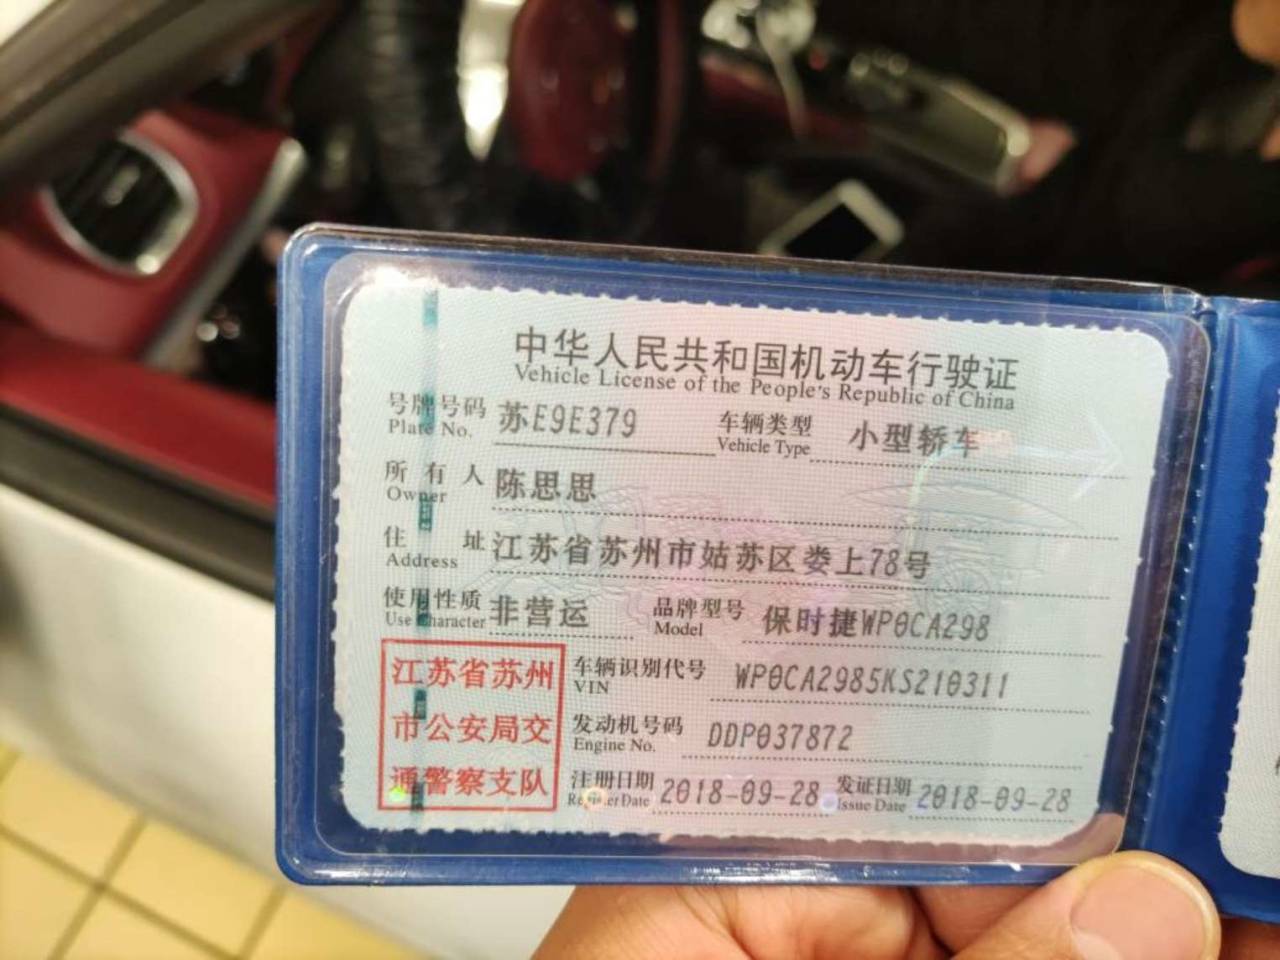 中华人民共和国机动车行驶证
Vehicle License of the People's Republic of China
号牌号码 苏E9E379 车辆类型 小型轿车
Plate No. Vehicle Type
所有人 陈思思
Owner
住址 江苏省苏州市姑苏区娄上78号
Address
使用性质 非营运 品牌型号 保时捷WP0CA298
Use Character Model
江苏省苏州 车辆识别代号 WP0CA2985KS210311
VIN
市公安局交 发动机号码 DDP037872
Engine No.
通警察支队 注册日期 2018-09-28 发证日期 2018-09-28
Register Date Issue Date